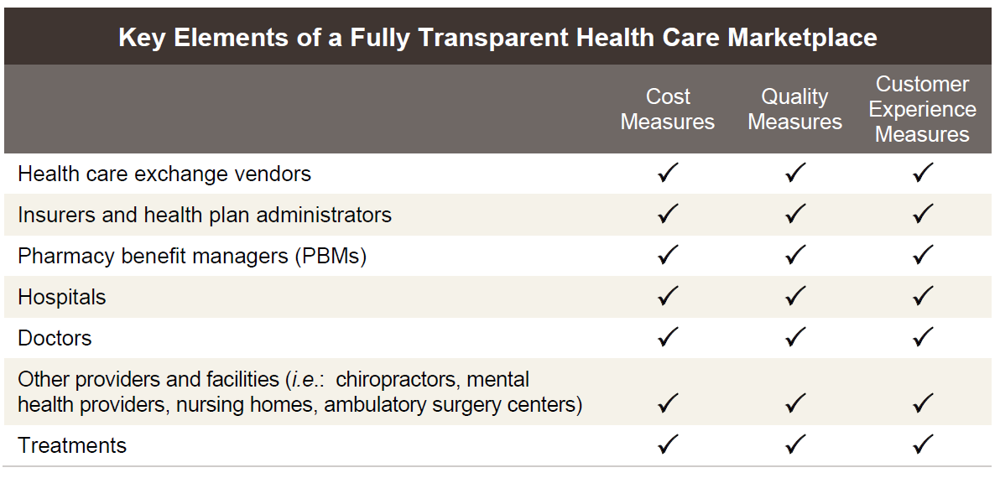 Key Elements of a Fully Transparent Health Care Marketplace
Cost
Measures
Quality
Measures
Customer
Experience
Measures
Health care exchange vendors ✓ ✓ ✓
Insurers and health plan administrators ✓ ✓ ✓
Pharmacy benefit managers (PBMs) ✓ ✓ ✓
Hospitals ✓ ✓ ✓
Doctors ✓ ✓ ✓
Other providers and facilities (i.e.: chiropractors, mental
health providers, nursing homes, ambulatory surgery centers) ✓ ✓ ✓
Treatments ✓ ✓ ✓